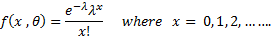 f(x , θ) = e^{-λ} λ^x / x!   where x = 0, 1, 2, … ….